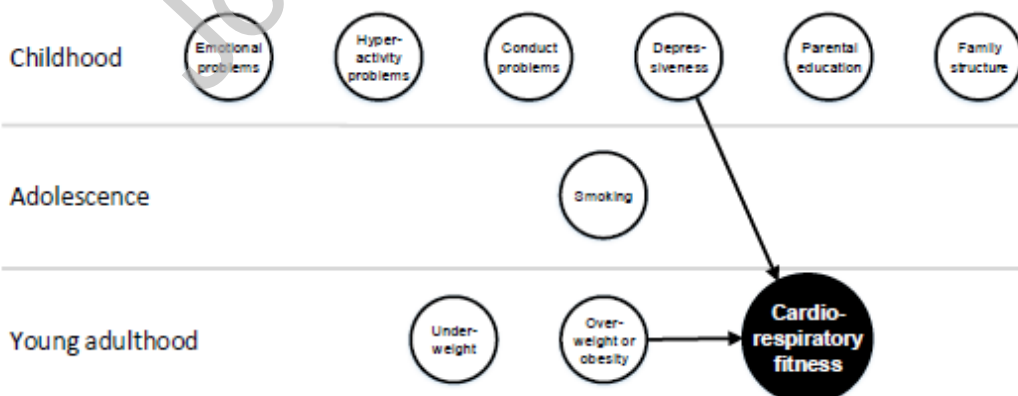 Childhood
Emotional
problems
Hyper-
activity
problems
Conduct
problems
Depres-
siveness
Parental
education
Family
structure
Adolescence
Smoking
Young adulthood
Under-
weight
Over-
weight or
obesity
Cardio-
respiratory
fitness